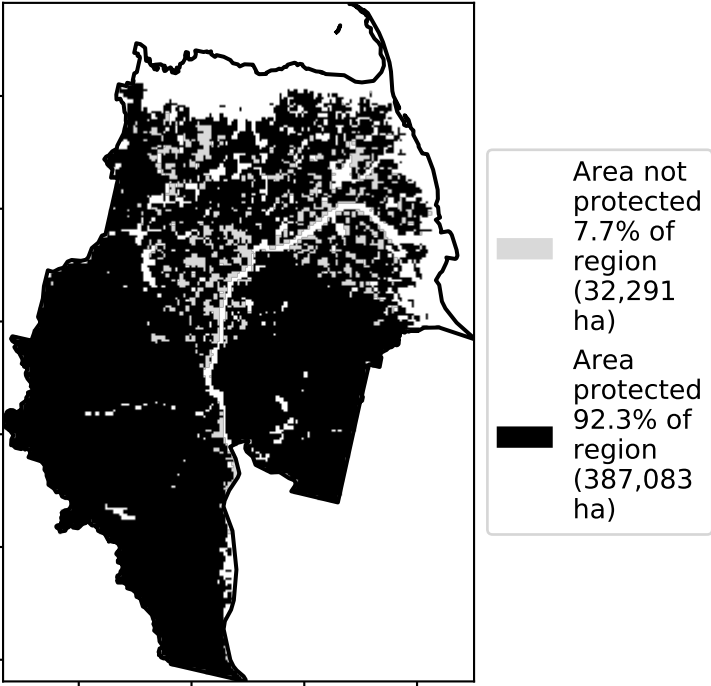 Area not
protected
7.7% of
region
(32,291
ha)
Area
protected
92.3% of
region
(387,083
ha)